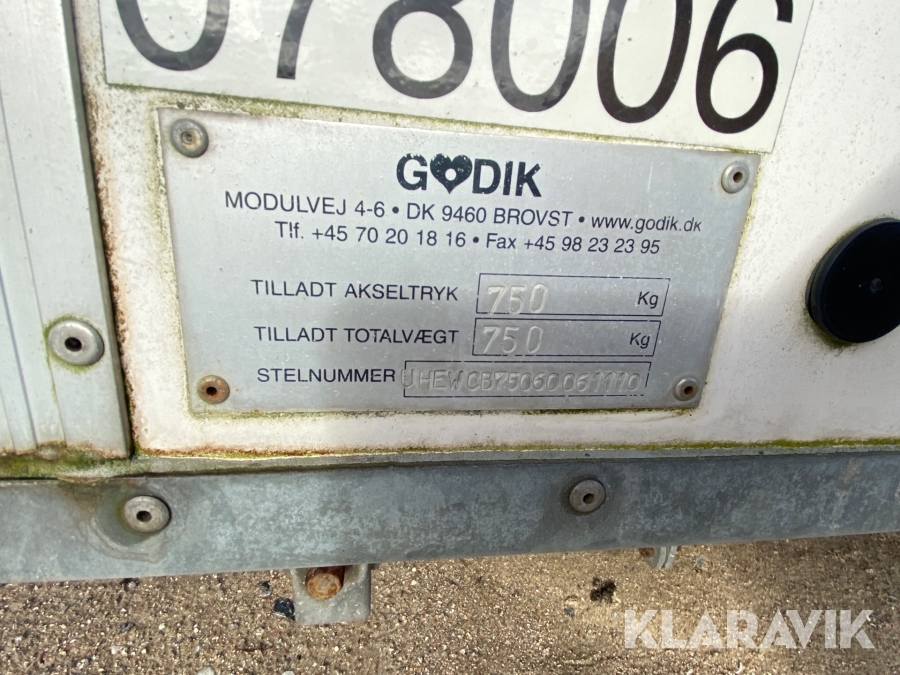 078006
GODIK
MODULVEJ 4-6 • DK 9460 BROVST • www.godik.dk
Tlf. +45 70 20 18 16 • Fax +45 98 23 23 95
TILLADT AKSELTRYK 750 Kg
TILLADT TOTALVÆGT 750 Kg
STELNUMMER UHEWCB75060061110
KLARAVIK